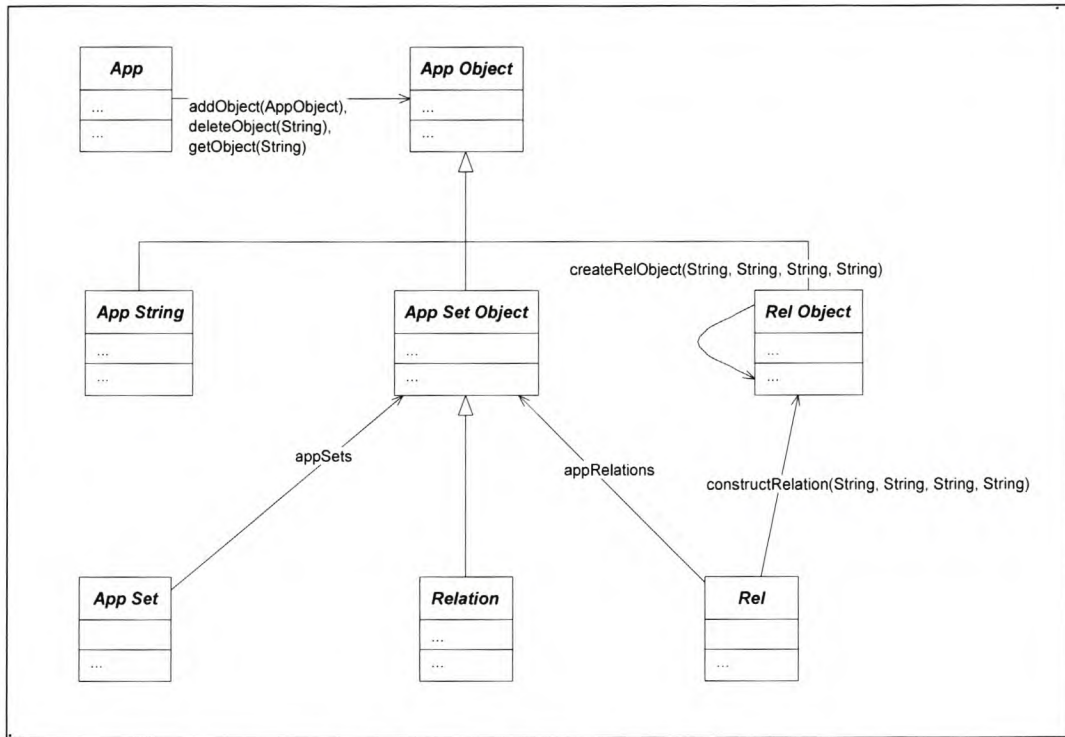 App
...
...
addObject(AppObject),
deleteObject(String),
getObject(String)
App Object
...
...
createRelObject(String, String, String, String)
App String
...
...
App Set Object
...
...
Rel Object
...
...
appSets
appRelations
constructRelation(String, String, String, String)
App Set
...
Relation
...
...
Rel
...